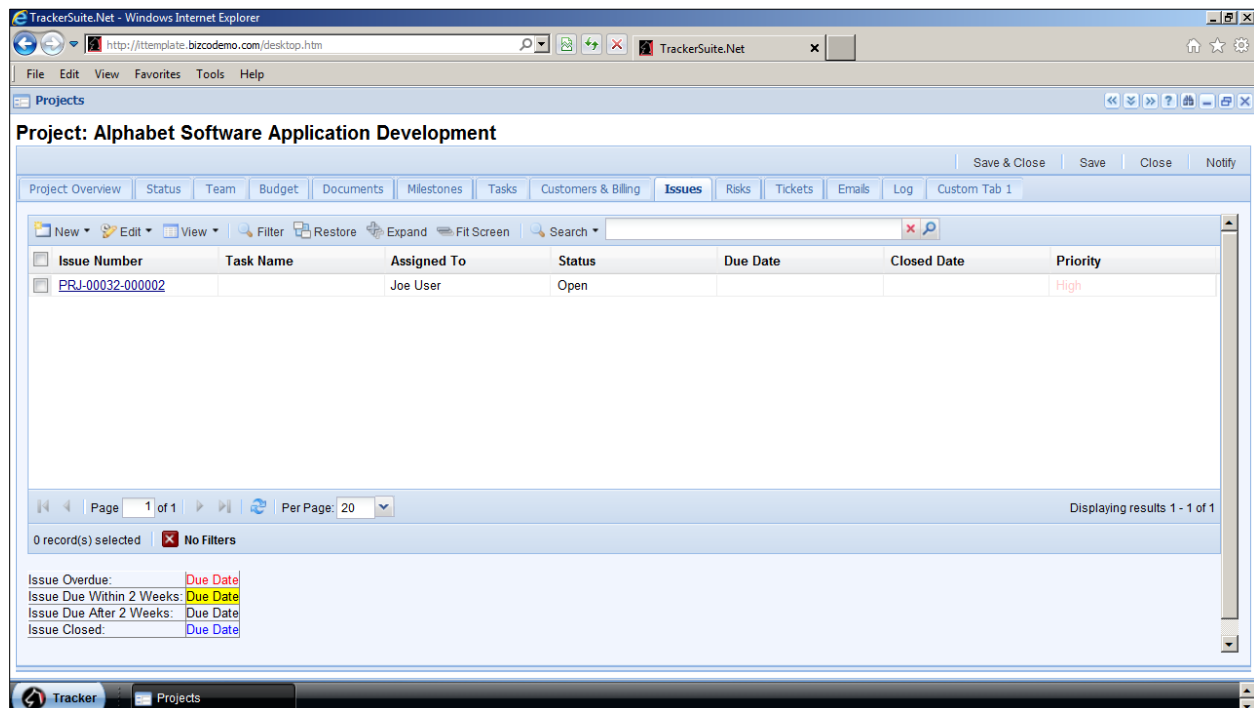 TrackerSuite.Net - Windows Internet Explorer
http://ittemplate.bizcodemo.com/desktop.htm TrackerSuite.Net
File Edit View Favorites Tools Help
Projects
Project: Alphabet Software Application Development
Save & Close Save Close Notify
Project Overview Status Team Budget Documents Milestones Tasks Customers & Billing Issues Risks Tickets Emails Log Custom Tab 1
New Edit View Filter Restore Expand Fit Screen Search
Issue Number Task Name Assigned To Status Due Date Closed Date Priority
PRJ-00032-000002 Joe User Open High
Page 1 of 1 Per Page: 20 Displaying results 1 - 1 of 1
0 record(s) selected No Filters
Issue Overdue: Due Date
Issue Due Within 2 Weeks: Due Date
Issue Due After 2 Weeks: Due Date
Issue Closed: Due Date
Tracker Projects